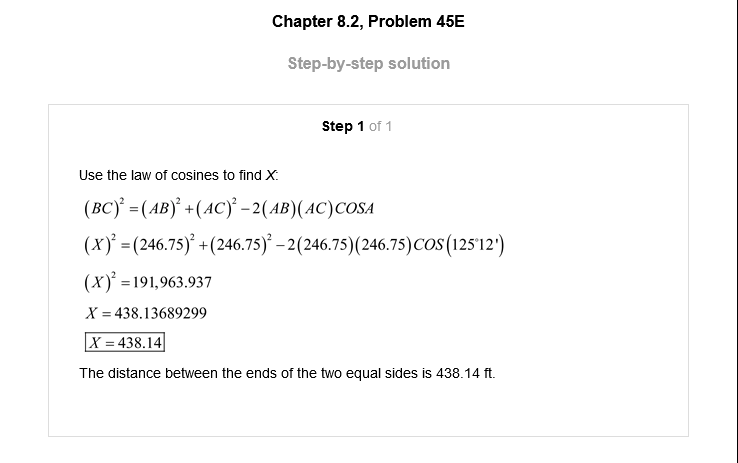 Chapter 8.2, Problem 45E
Step-by-step solution
Step 1 of 1
Use the law of cosines to find X:
(BC)² = (AB)² + (AC)² − 2(AB)(AC)COSA
(X)² = (246.75)² + (246.75)² − 2(246.75)(246.75)COS(125°12')
(X)² = 191,963.937
X = 438.13689299
X = 438.14
The distance between the ends of the two equal sides is 438.14 ft.